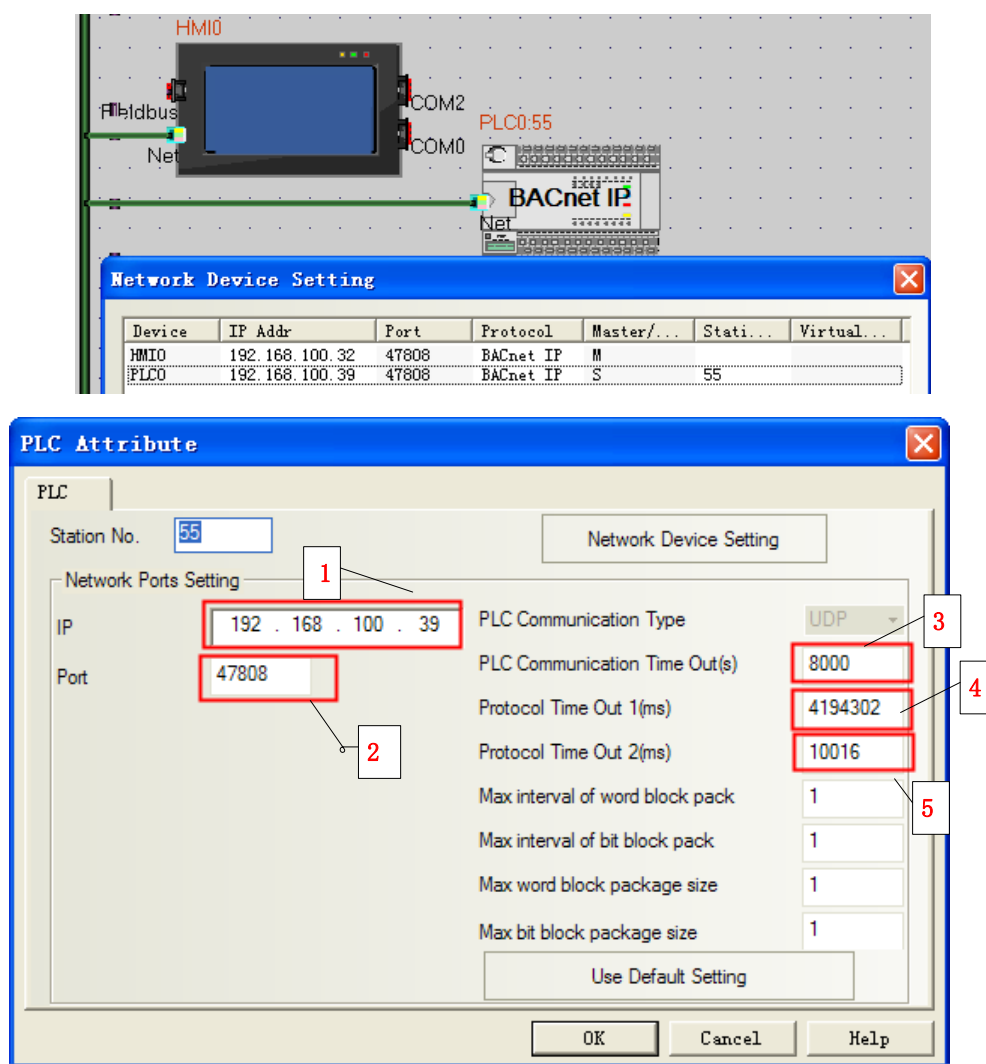 HMI0
Fieldbus
COM2
COM0
Net
PLC0:55
BACnet IP
Net
Network Device Setting
Device IP Addr Port Protocol Master/... Stati... Virtual...
HMI0 192.168.100.32 47808 BACnet IP M
PLC0 192.168.100.39 47808 BACnet IP S 55
PLC Attribute
PLC
Station No. 55 Network Device Setting
Network Ports Setting 1
IP 192 . 168 . 100 . 39 PLC Communication Type UDP 3
Port 47808 PLC Communication Time Out(s) 8000
Protocol Time Out 1(ms) 4194302 4
2 Protocol Time Out 2(ms) 10016
Max interval of word block pack 1 5
Max interval of bit block pack 1
Max word block package size 1
Max bit block package size 1
Use Default Setting
OK Cancel Help